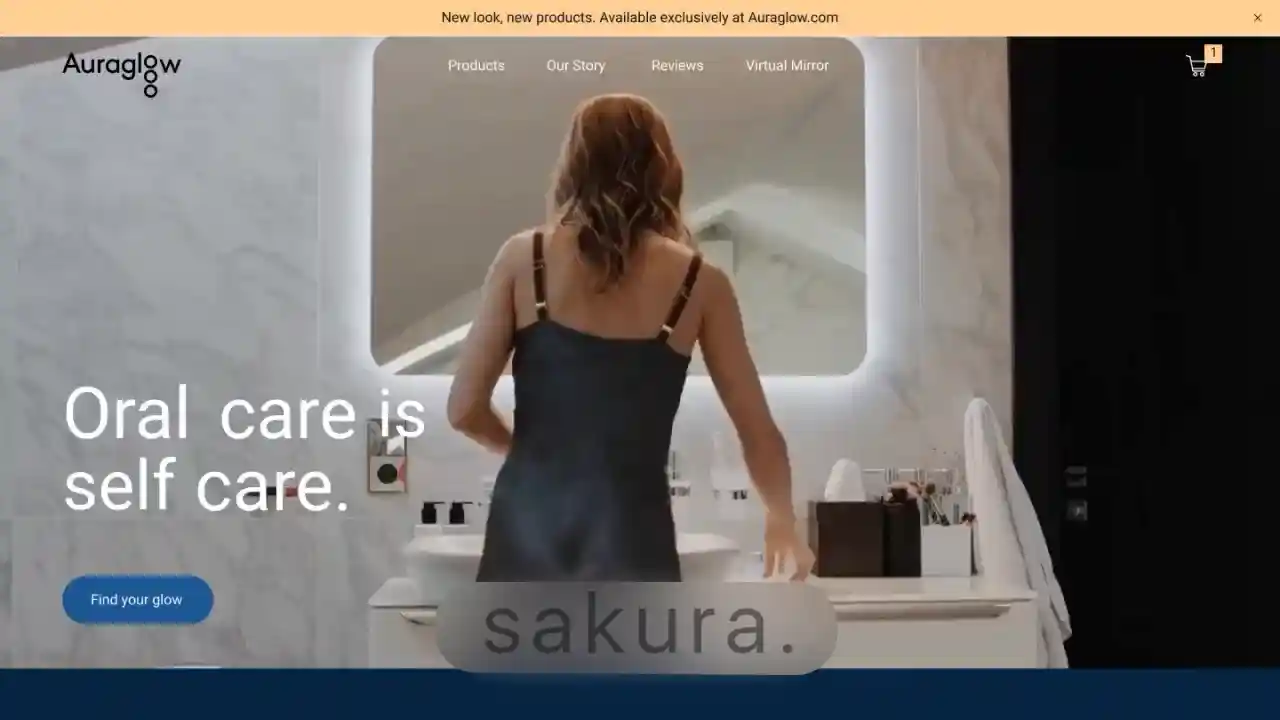 New look, new products. Available exclusively at Auraglow.com
×
Auraglow
Products Our Story Reviews Virtual Mirror
1
Oral care is
self care.
Find your glow
sakura.